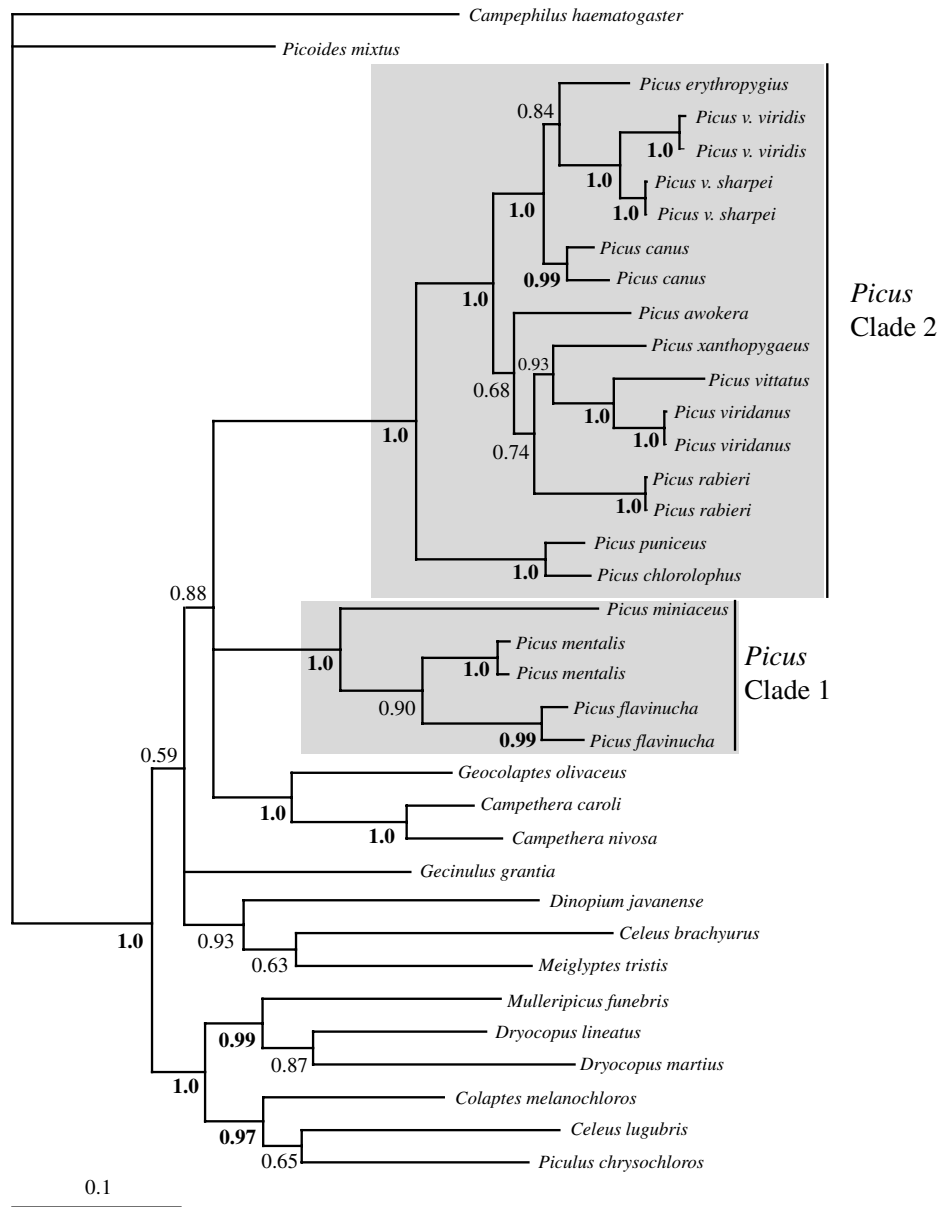 Campephilus haematogaster
Picoides mixtus
Picus erythropygius
0.84
Picus v. viridis
1.0
Picus v. viridis
1.0
Picus v. sharpei
1.0
Picus v. sharpei
1.0
Picus canus
0.99
Picus canus
Picus
Clade 2
1.0
Picus awokera
Picus xanthopygaeus
0.93
0.68
Picus vittatus
1.0
Picus viridanus
1.0
Picus viridanus
1.0
0.74
Picus rabieri
1.0
Picus rabieri
Picus puniceus
1.0
Picus chlorolophus
0.88
Picus miniaceus
1.0
Picus mentalis
1.0
Picus mentalis
Picus
Clade 1
0.90
Picus flavinucha
0.99
Picus flavinucha
0.59
Geocolaptes olivaceus
1.0
Campethera caroli
1.0
Campethera nivosa
Gecinulus grantia
Dinopium javanense
1.0
0.93
Celeus brachyurus
0.63
Meiglyptes tristis
Mulleripicus funebris
0.99
Dryocopus lineatus
0.87
Dryocopus martius
1.0
Colaptes melanochloros
0.97
Celeus lugubris
0.65
Piculus chrysochloros
0.1